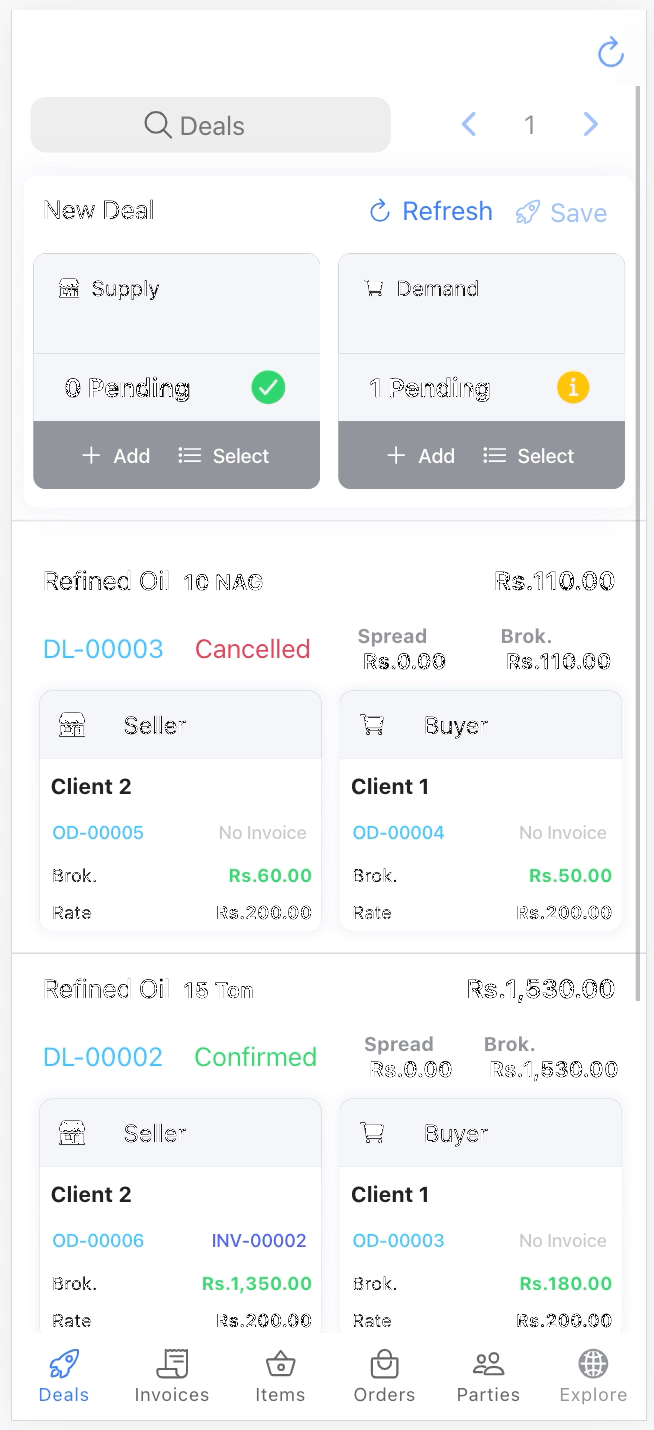 Deals
1
New Deal Refresh Save
Supply Demand
0 Pending 1 Pending
Add Select Add Select
Refined Oil 10 NAG Rs.110.00
Spread Brok.
DL-00003 Cancelled Rs.0.00 Rs.110.00
Seller Buyer
Client 2 Client 1
OD-00005 No Invoice OD-00004 No Invoice
Brok. Rs.60.00 Brok. Rs.50.00
Rate Rs.200.00 Rate Rs.200.00
Refined Oil 15 Ton Rs.1,530.00
Spread Brok.
DL-00002 Confirmed Rs.0.00 Rs.1,530.00
Seller Buyer
Client 2 Client 1
OD-00006 INV-00002 OD-00003 No Invoice
Brok. Rs.1,350.00 Brok. Rs.180.00
Rate Rs.200.00 Rate Rs.200.00
Deals Invoices Items Orders Parties Explore